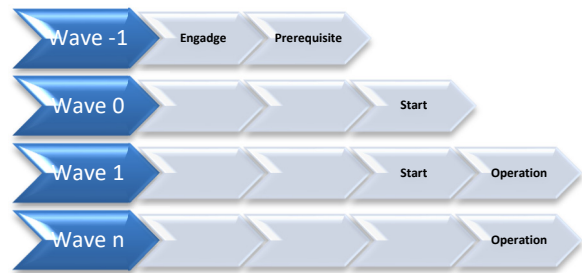 Wave -1 Engadge Prerequisite
Wave 0 Start
Wave 1 Start Operation
Wave n Operation